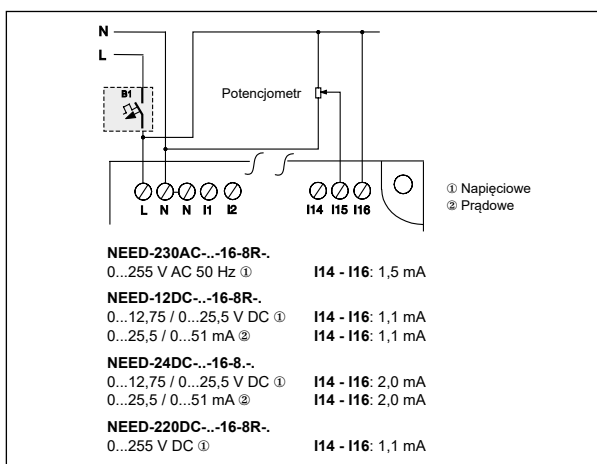 N
L
B1
Potencjometr
L N N I1 I2 I14 I15 I16
① Napięciowe
② Prądowe
NEED-230AC-..-16-8R-.
0...255 V AC 50 Hz ① I14 - I16: 1,5 mA
NEED-12DC-..-16-8R-.
0...12,75 / 0...25,5 V DC ① I14 - I16: 1,1 mA
0...25,5 / 0...51 mA ② I14 - I16: 1,1 mA
NEED-24DC-..-16-8.-.
0...12,75 / 0...25,5 V DC ① I14 - I16: 2,0 mA
0...25,5 / 0...51 mA ② I14 - I16: 2,0 mA
NEED-220DC-..-16-8R-.
0...255 V DC ① I14 - I16: 1,1 mA